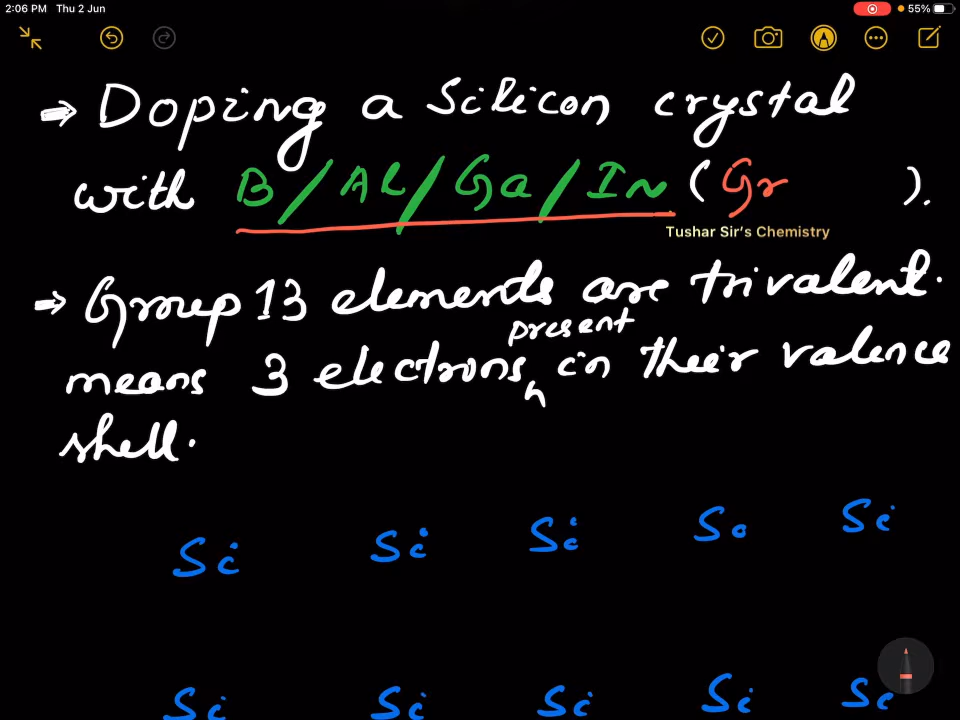 2:06 PM Thu 2 Jun 55%
→ Doping a Silicon crystal
with B/Al/Ga/IN (Gr ).
Tushar Sir's Chemistry
→ Group 13 elements are trivalent.
present
means 3 electrons in their valence
shell.
Si Si Si So Si
Si Si Si Si Si